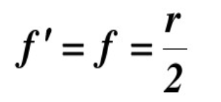 f' = f = r/2